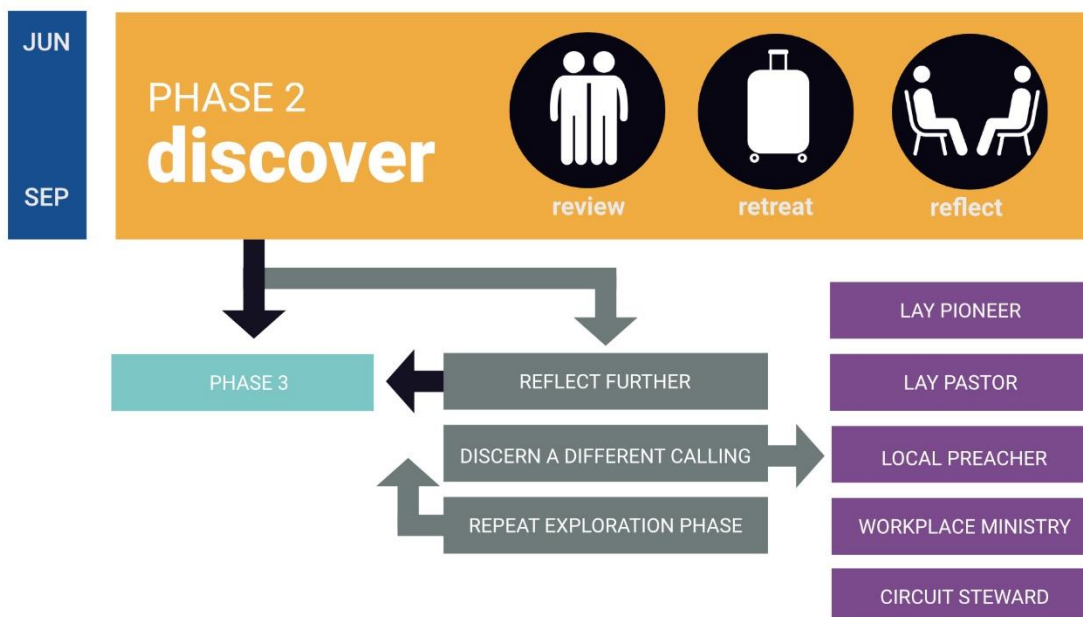 JUN
SEP
PHASE 2
discover
review
retreat
reflect
PHASE 3
REFLECT FURTHER
DISCERN A DIFFERENT CALLING
REPEAT EXPLORATION PHASE
LAY PIONEER
LAY PASTOR
LOCAL PREACHER
WORKPLACE MINISTRY
CIRCUIT STEWARD